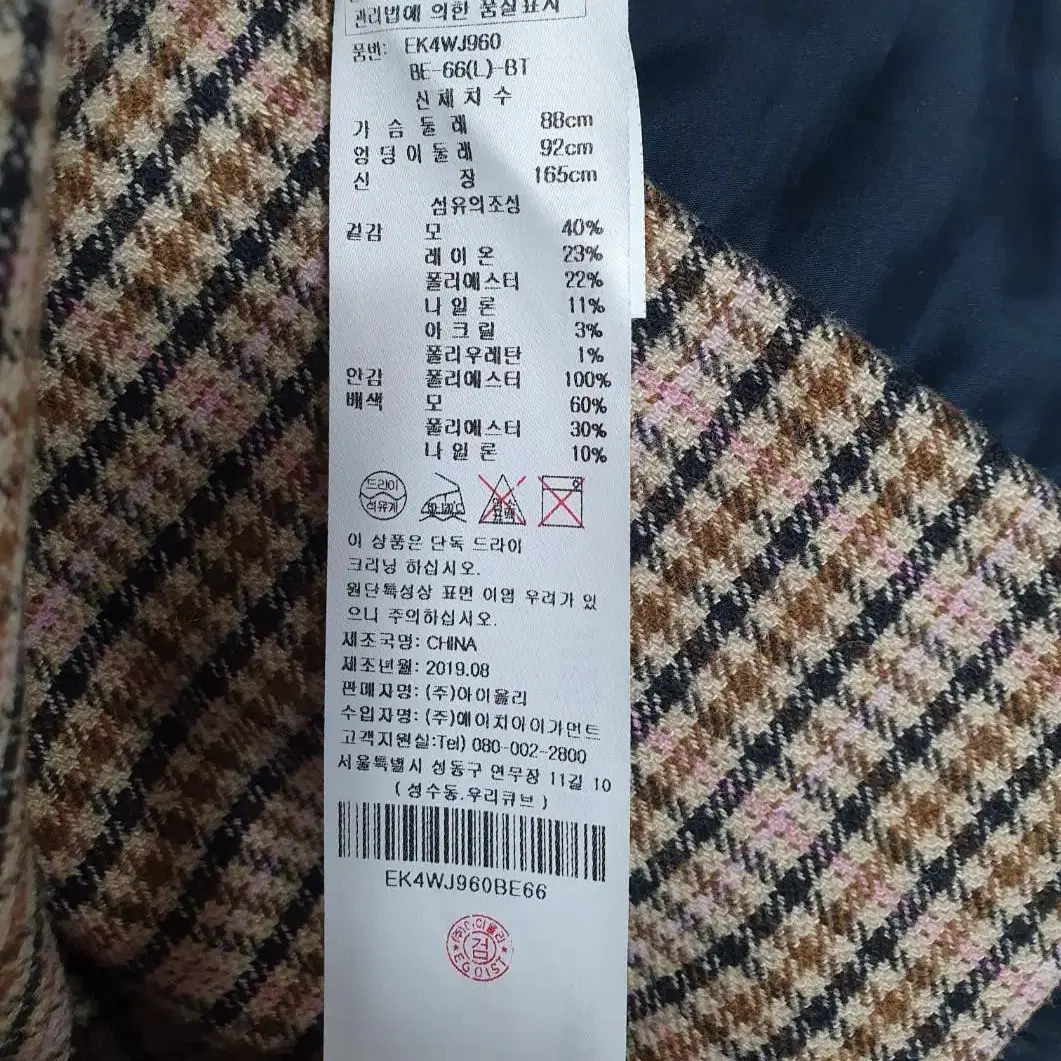 관리법에 의한 품질표시
품번: EK4WJ960
BE-66(L)-BT
신체치수
가슴둘레 88cm
엉덩이둘레 92cm
신장 165cm
섬유의조성
겉감 모 40%
레이온 23%
폴리에스터 22%
나일론 11%
아크릴 3%
폴리우레탄 1%
안감 폴리에스터 100%
배색 모 60%
폴리에스터 30%
나일론 10%
드라이
석유계
염소
표백
이 상품은 단독 드라이
크리닝 하십시오.
원단특성상 표면 이염 우려가 있
으니 주의하십시오.
제조국명: CHINA
제조년월: 2019.08
판매자명: (주)아이올리
수입자명: (주)에이치아이가먼트
고객지원실:Tel) 080-002-2800
서울특별시 성동구 연무장 11길 10
(성수동,우리큐브)
EK4WJ960BE66
(주)아이올리
검
EGOIST